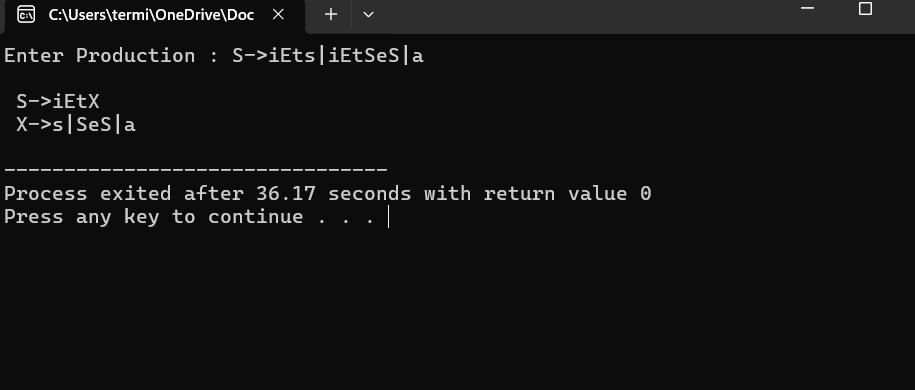 C:\Users\termi\OneDrive\Doc
Enter Production : S->iEts|iEtSeS|a
S->iEtX
X->s|SeS|a
--------------------------------
Process exited after 36.17 seconds with return value 0
Press any key to continue . . .